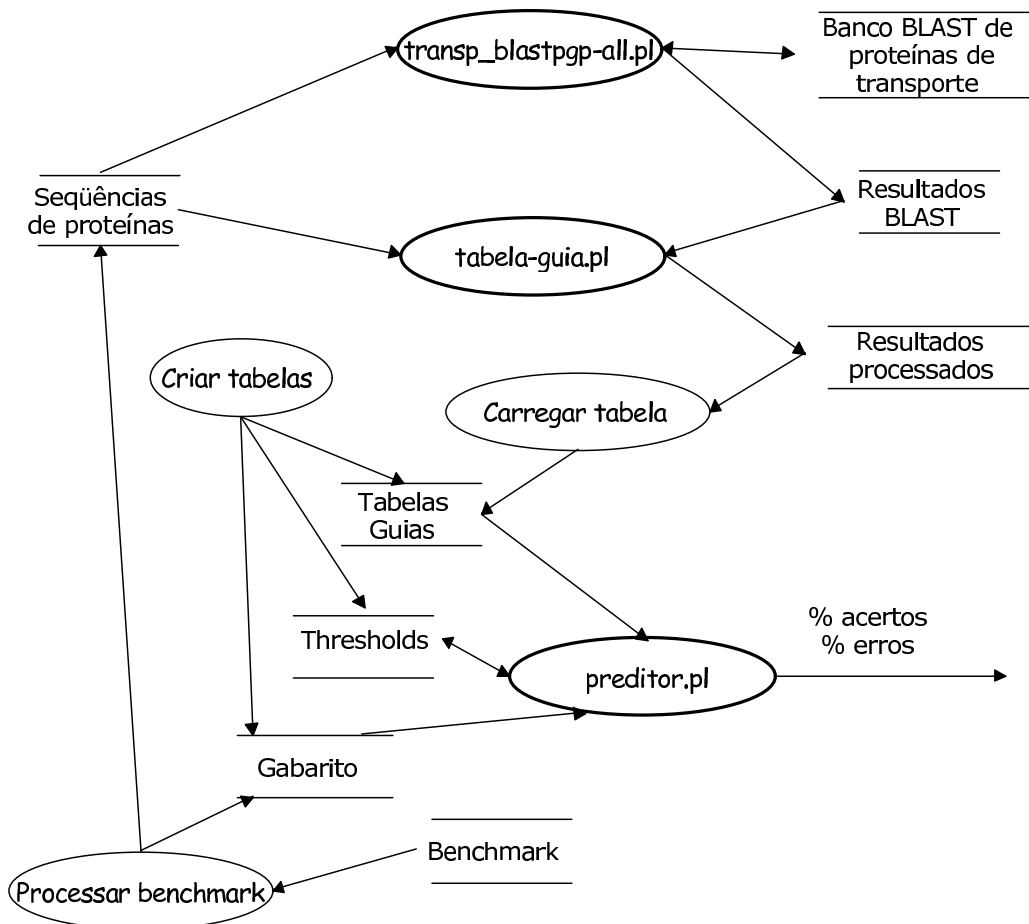 transp_blastpgp-all.pl
Banco BLAST de
proteínas de
transporte
Seqüências
de proteínas
Resultados
BLAST
tabela-guia.pl
Resultados
processados
Criar tabelas
Carregar tabela
Tabelas
Guias
Thresholds
% acertos
% erros
preditor.pl
Gabarito
Benchmark
Processar benchmark